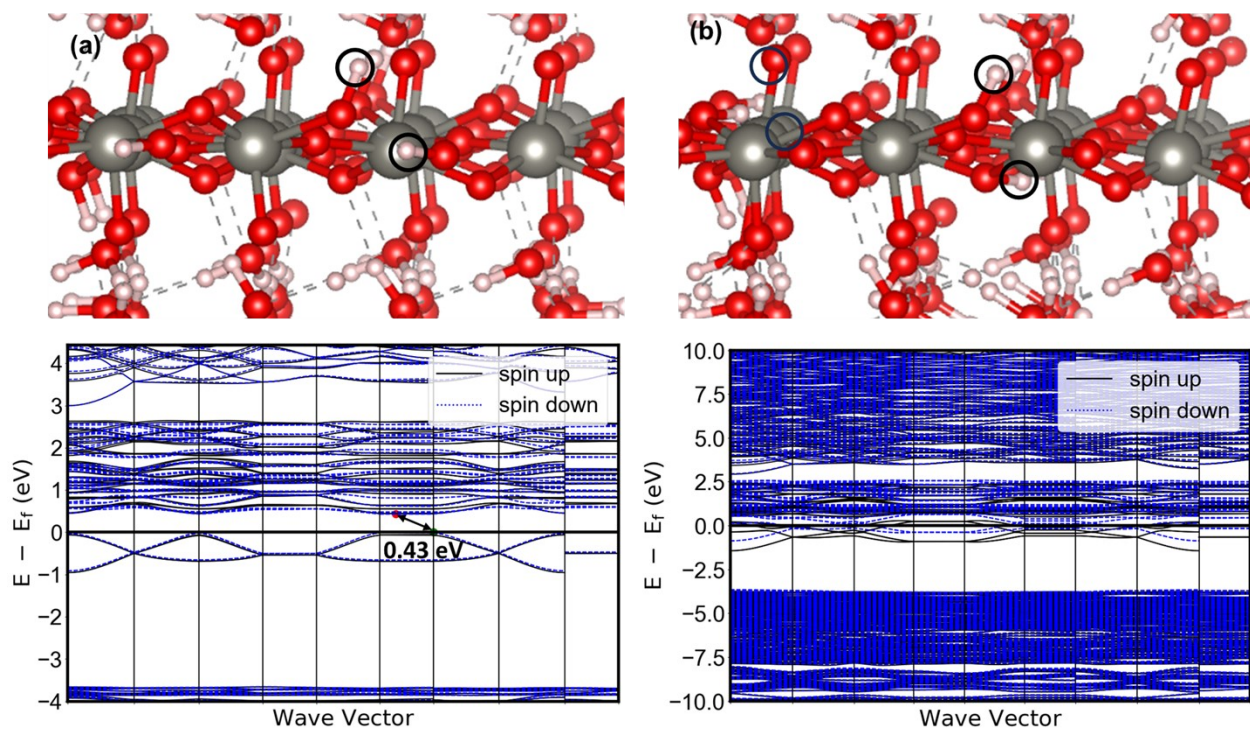 (a)
(b)
4
3
2
1
0
−1
−2
−3
−4
E − E_f (eV)
spin up
spin down
0.43 eV
Wave Vector
10.0
7.5
5.0
2.5
0.0
−2.5
−5.0
−7.5
−10.0
E − E_f (eV)
spin up
spin down
Wave Vector